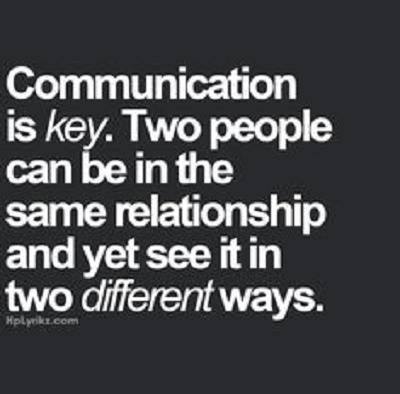 Communication
is key. Two people
can be in the
same relationship
and yet see it in
two different ways.
HpLyrikz.com